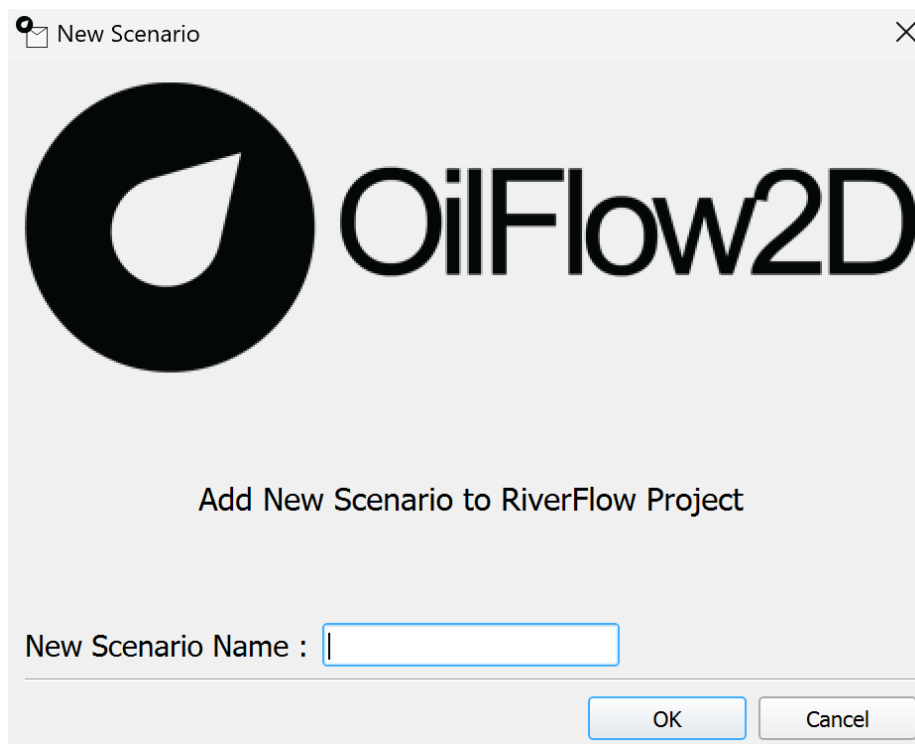 New Scenario
OilFlow2D
Add New Scenario to RiverFlow Project
New Scenario Name :
OK Cancel